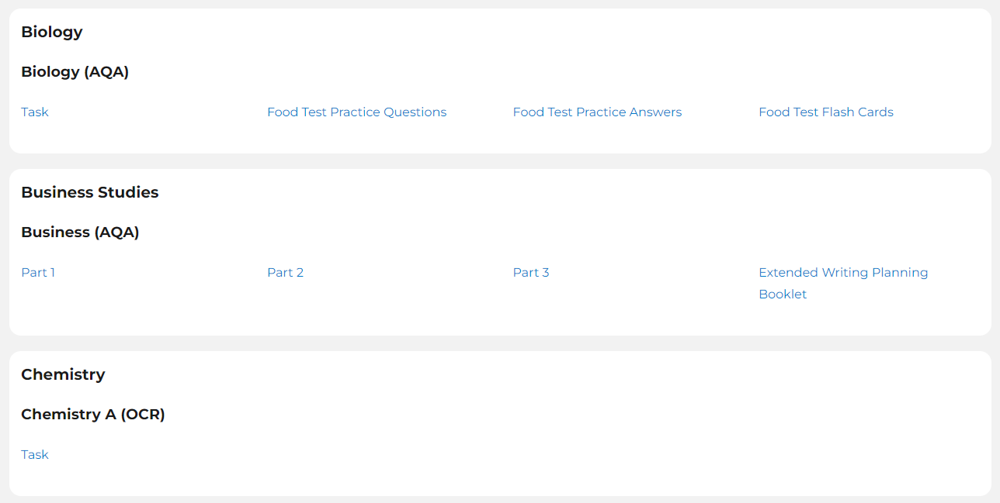 Biology
Biology (AQA)
Task
Food Test Practice Questions
Food Test Practice Answers
Food Test Flash Cards
Business Studies
Business (AQA)
Part 1
Part 2
Part 3
Extended Writing Planning
Booklet
Chemistry
Chemistry A (OCR)
Task